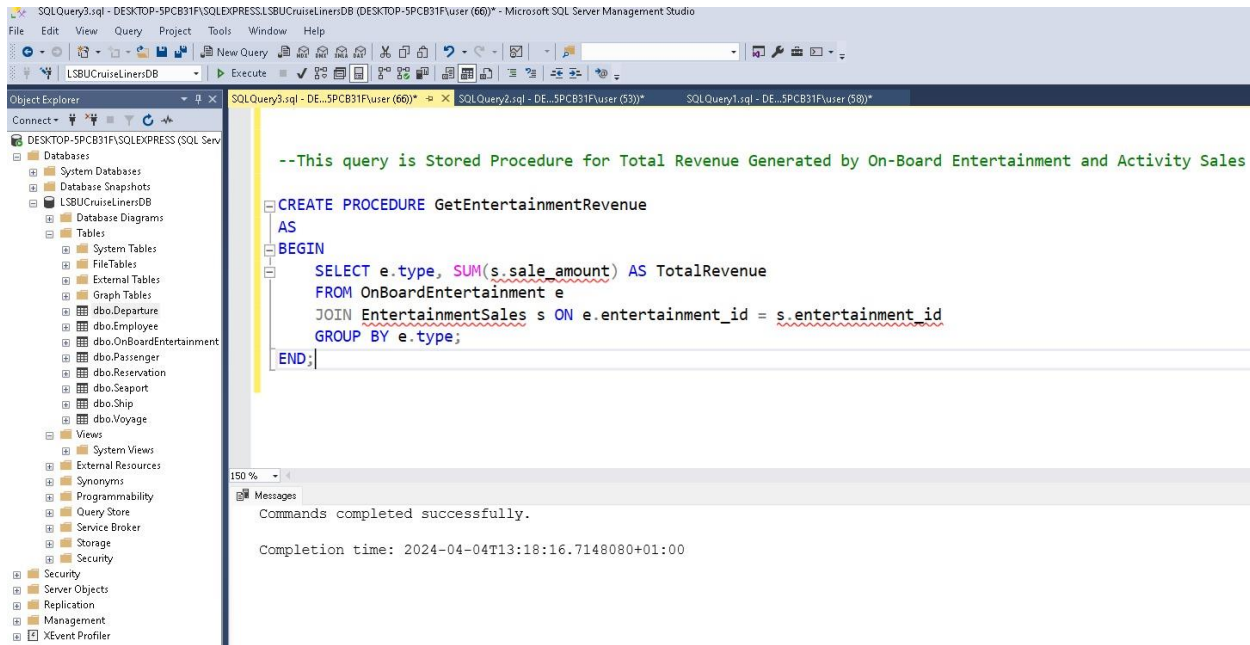 SQLQuery3.sql - DESKTOP-5PCB31F\SQLEXPRESS.LSBUCruiseLinersDB (DESKTOP-5PCB31F\user (66))* - Microsoft SQL Server Management Studio
File Edit View Query Project Tools Window Help
New Query
LSBUCruiseLinersDB Execute
Object Explorer
Connect
DESKTOP-5PCB31F\SQLEXPRESS (SQL Serv
Databases
System Databases
Database Snapshots
LSBUCruiseLinersDB
Database Diagrams
Tables
System Tables
FileTables
External Tables
Graph Tables
dbo.Departure
dbo.Employee
dbo.OnBoardEntertainment
dbo.Passenger
dbo.Reservation
dbo.Seaport
dbo.Ship
dbo.Voyage
Views
System Views
External Resources
Synonyms
Programmability
Query Store
Service Broker
Storage
Security
Security
Server Objects
Replication
Management
XEvent Profiler
SQLQuery3.sql - DE...5PCB31F\user (66))* SQLQuery2.sql - DE...5PCB31F\user (53))* SQLQuery1.sql - DE...5PCB31F\user (58))*
--This query is Stored Procedure for Total Revenue Generated by On-Board Entertainment and Activity Sales
CREATE PROCEDURE GetEntertainmentRevenue
AS
BEGIN
SELECT e.type, SUM(s.sale_amount) AS TotalRevenue
FROM OnBoardEntertainment e
JOIN EntertainmentSales s ON e.entertainment_id = s.entertainment_id
GROUP BY e.type;
END;
150 %
Messages
Commands completed successfully.
Completion time: 2024-04-04T13:18:16.7148080+01:00